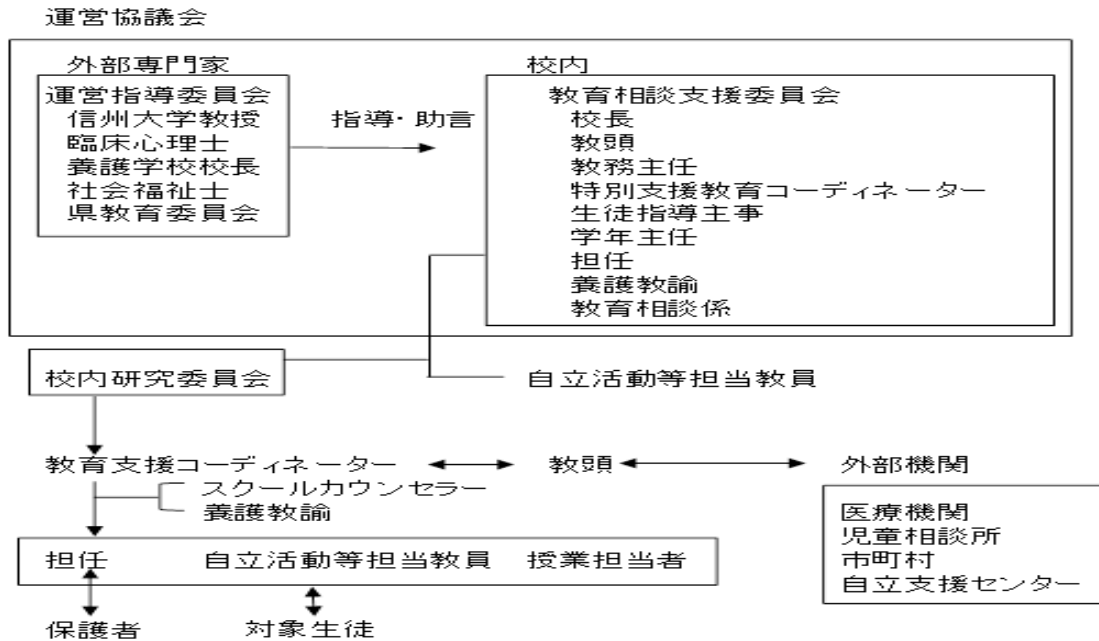 運営協議会
外部専門家
運営指導委員会
信州大学教授
臨床心理士
養護学校校長
社会福祉士
県教育委員会
指導・助言
校内
教育相談支援委員会
校長
教頭
教務主任
特別支援教育コーディネーター
生徒指導主事
学年主任
担任
養護教諭
教育相談係
校内研究委員会
自立活動等担当教員
教育支援コーディネーター
教頭
外部機関
スクールカウンセラー
養護教諭
医療機関
児童相談所
市町村
自立支援センター
担任 自立活動等担当教員 授業担当者
保護者 対象生徒